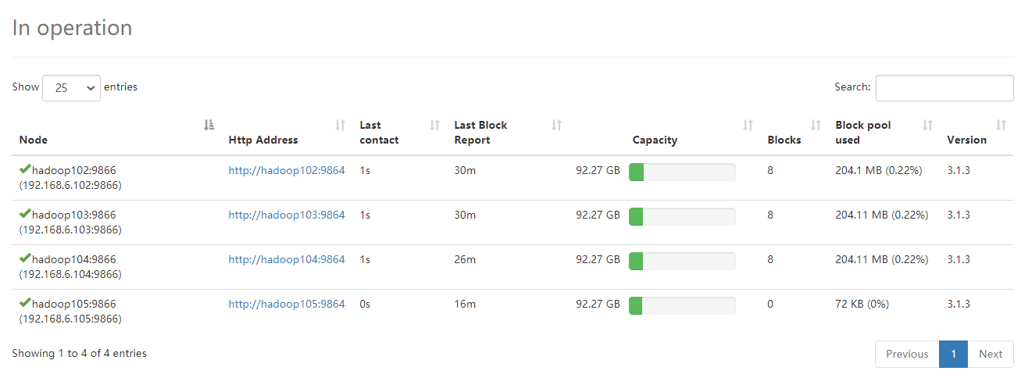 In operation
Show 25 entries Search:
Node Http Address Last contact Last Block Report Capacity Blocks Block pool used Version
hadoop102:9866 http://hadoop102:9864 1s 30m 92.27 GB 8 204.1 MB (0.22%) 3.1.3
(192.168.6.102:9866)
hadoop103:9866 http://hadoop103:9864 1s 30m 92.27 GB 8 204.11 MB (0.22%) 3.1.3
(192.168.6.103:9866)
hadoop104:9866 http://hadoop104:9864 1s 26m 92.27 GB 8 204.11 MB (0.22%) 3.1.3
(192.168.6.104:9866)
hadoop105:9866 http://hadoop105:9864 0s 16m 92.27 GB 0 72 KB (0%) 3.1.3
(192.168.6.105:9866)
Showing 1 to 4 of 4 entries Previous 1 Next